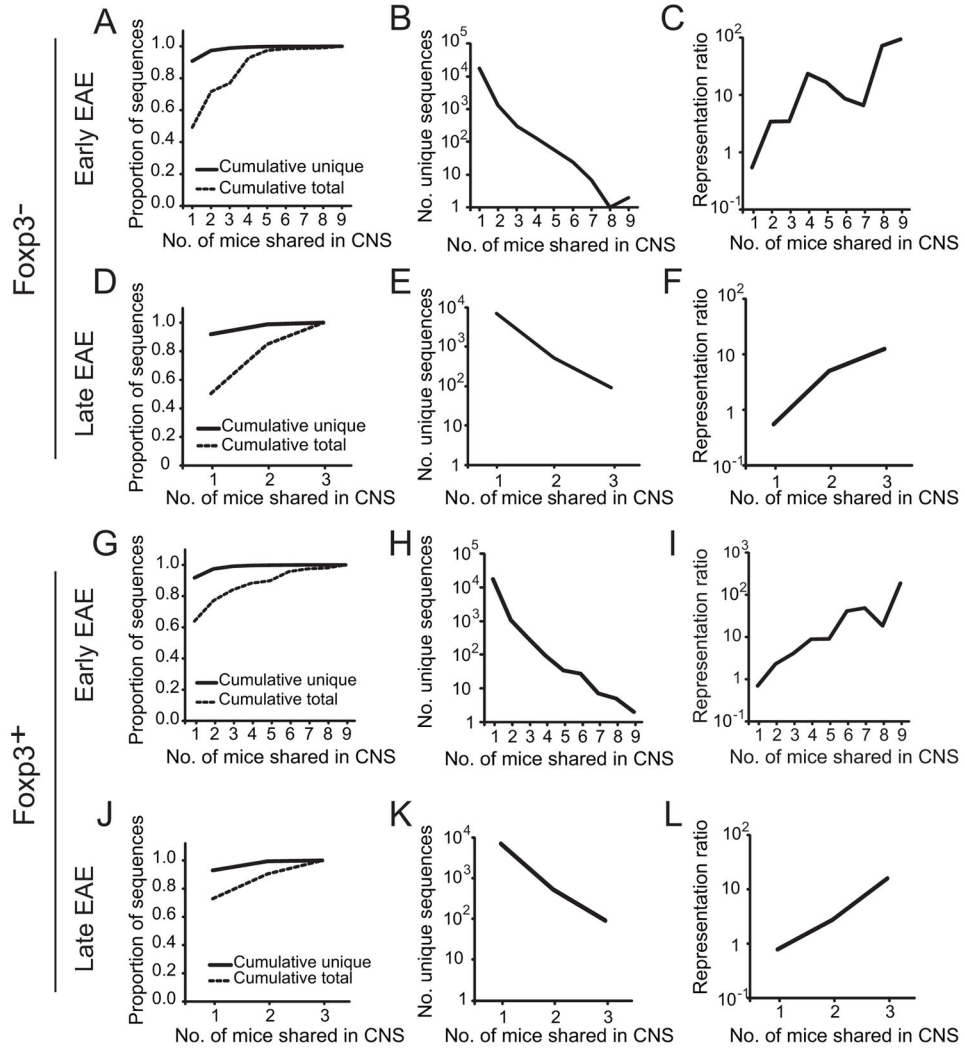 Foxp3-
Foxp3+
Early EAE
Late EAE
Early EAE
Late EAE
A
Proportion of sequences
1.0
0.8
0.6
0.4
0.2
0.0
Cumulative unique
Cumulative total
1 2 3 4 5 6 7 8 9
No. of mice shared in CNS
B
No. unique sequences
10^5
10^4
10^3
10^2
10
1
1 2 3 4 5 6 7 8 9
No. of mice shared in CNS
C
Representation ratio
10^2
10
1
10^-1
1 2 3 4 5 6 7 8 9
No. of mice shared in CNS
D
Proportion of sequences
1.0
0.8
0.6
0.4
0.2
0
Cumulative unique
Cumulative total
1 2 3
No. of mice shared in CNS
E
No. unique sequences
10^4
10^3
10^2
10
1
1 2 3
No. of mice shared in CNS
F
Representation ratio
10^2
10
1
10^-1
1 2 3
No. of mice shared in CNS
G
Proportion of sequences
1.0
0.8
0.6
0.4
0.2
0.0
Cumulative unique
Cumulative total
1 2 3 4 5 6 7 8 9
No. of mice shared in CNS
H
No. unique sequences
10^5
10^4
10^3
10^2
10
1
1 2 3 4 5 6 7 8 9
No. of mice shared in CNS
I
Representation ratio
10^3
10^2
10
1
10^-1
1 2 3 4 5 6 7 8 9
No. of mice shared in CNS
J
Proportion of sequences
1.0
0.8
0.6
0.4
0.2
0.0
Cumulative unique
Cumulative total
1 2 3
No. of mice shared in CNS
K
No. unique sequences
10^4
10^3
10^2
10
1
1 2 3
No. of mice shared in CNS
L
Representation ratio
10^2
10
1
10^-1
1 2 3
No. of mice shared in CNS